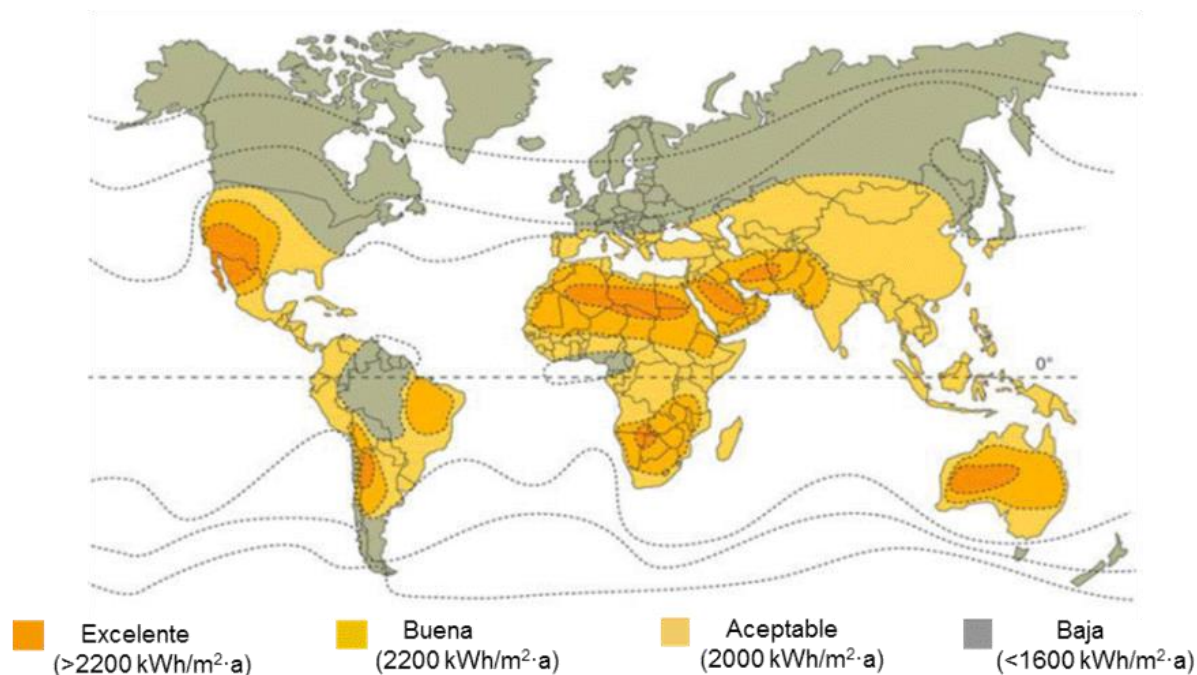 0°
Excelente
(>2200 kWh/m²·a)
Buena
(2200 kWh/m²·a)
Aceptable
(2000 kWh/m²·a)
Baja
(<1600 kWh/m²·a)